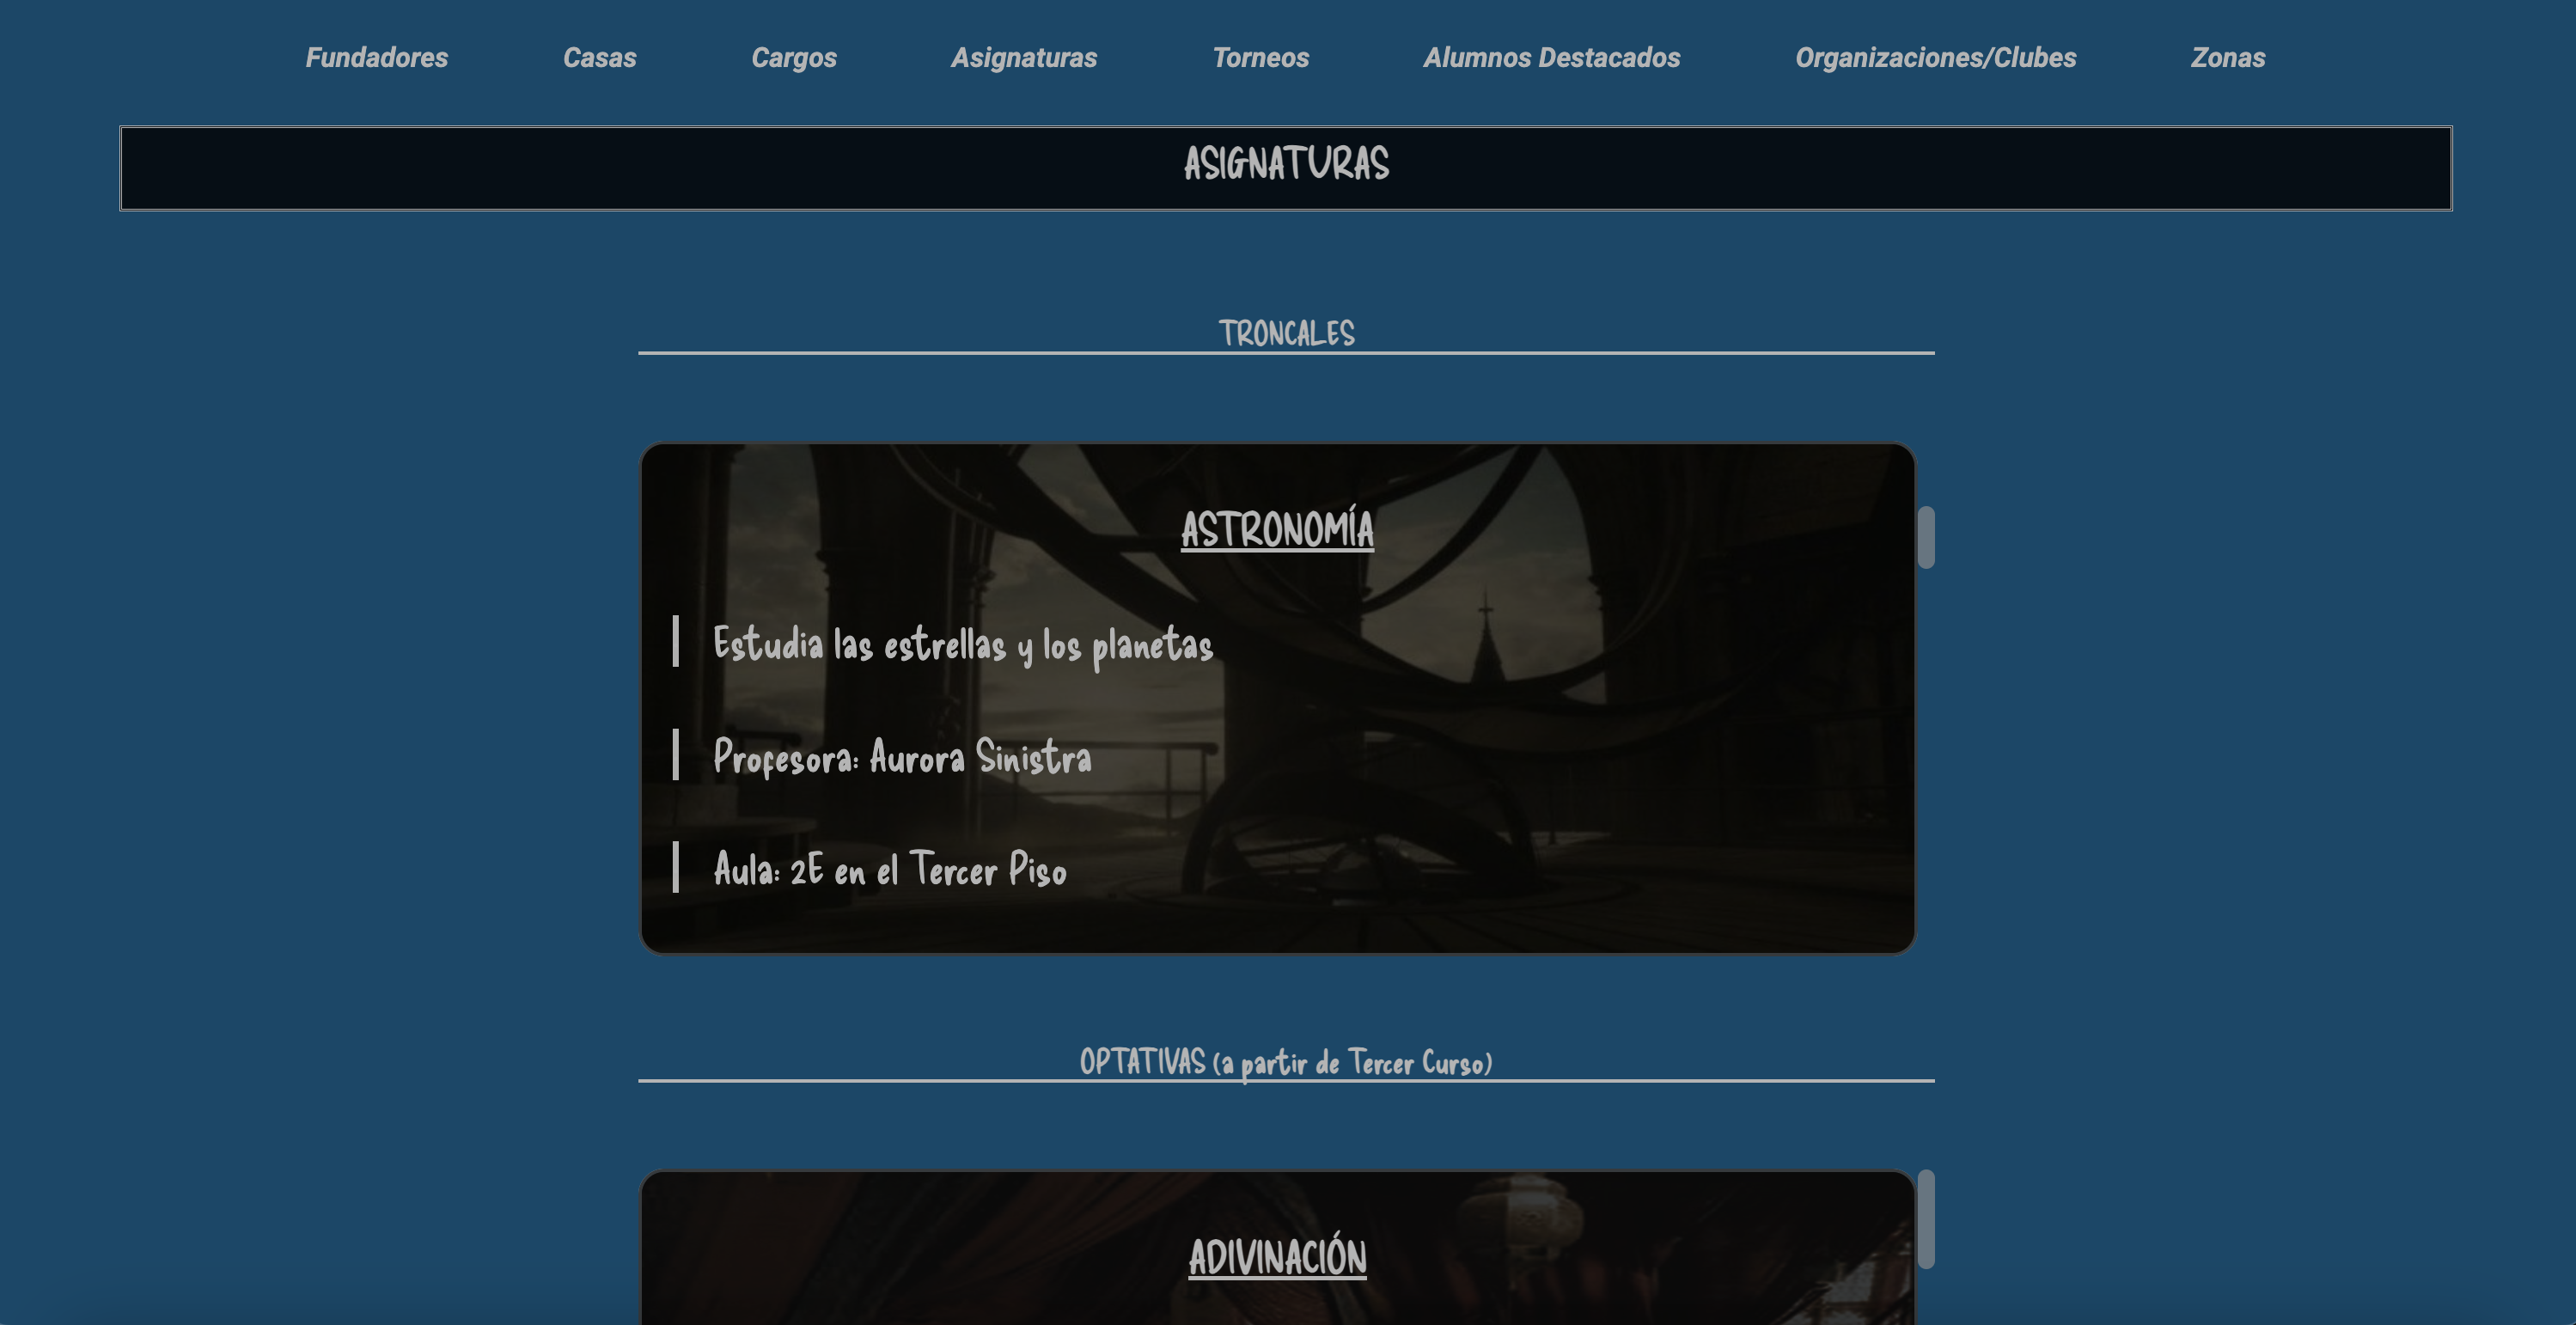 Fundadores Casas Cargos Asignaturas Torneos Alumnos Destacados Organizaciones/Clubes Zonas
ASIGNATURAS
TRONCALES
ASTRONOMÍA
Estudia las estrellas y los planetas
Profesora: Aurora Sinistra
Aula: 2E en el Tercer Piso
OPTATIVAS (a partir de Tercer Curso)
ADIVINACIÓN